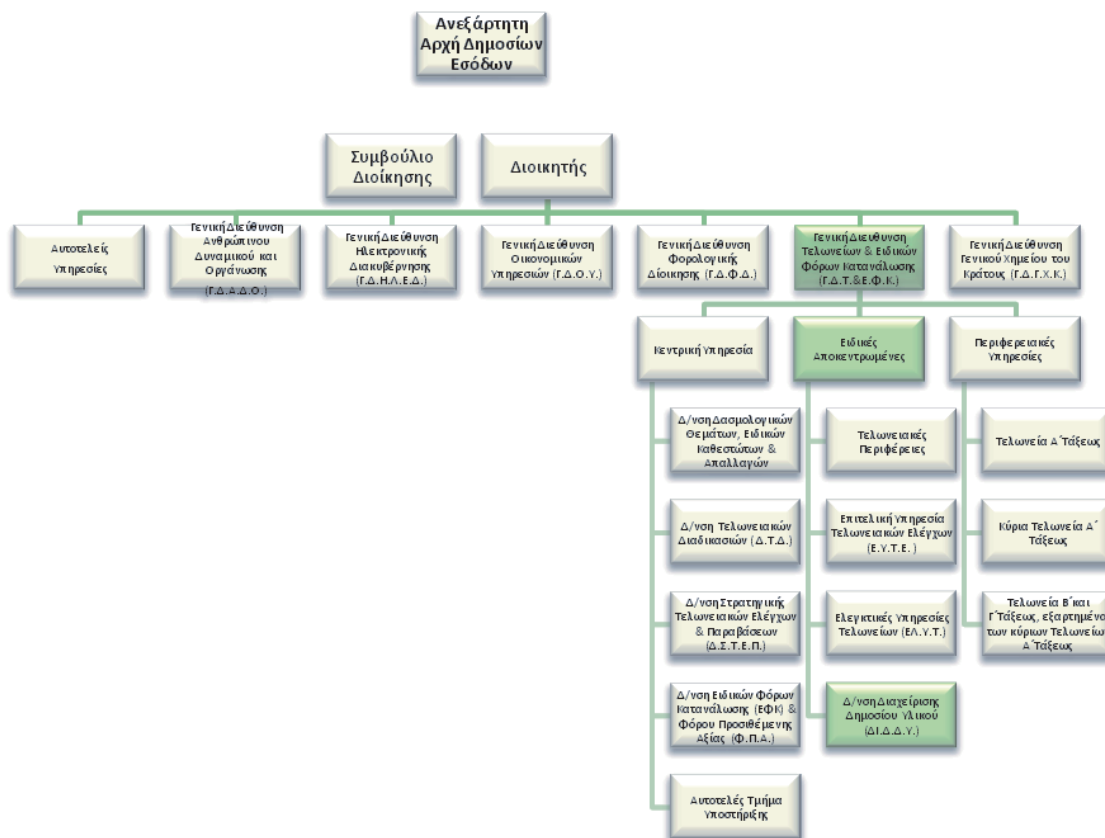 Ανεξάρτητη
Αρχή Δημοσίων
Εσόδων
Συμβούλιο
Διοίκησης
Διοικητής
Αυτοτελείς
Υπηρεσίες
Γενική Διεύθυνση
Ανθρώπινου
Δυναμικού και
Οργάνωσης
(Γ.Δ.Α.Δ.Ο.)
Γενική Διεύθυνση
Ηλεκτρονικής
Διακυβέρνησης
(Γ.Δ.Η.Λ.Ε.Δ.)
Γενική Διεύθυνση
Οικονομικών
Υπηρεσιών (Γ.Δ.Ο.Υ.)
Γενική Διεύθυνση
Φορολογικής
Δίοικησης (Γ.Δ.Φ.Δ.)
Γενική Διευθυνση
Τελωνείων & Ειδικών
Φόρων Κατανάλωσης
(Γ.Δ.Τ.&Ε.Φ.Κ.)
Γενική Διεύθυνση
Γενικού Χημείου του
Κράτους (Γ.Δ.Γ.Χ.Κ.)
Κεντρική Υπηρεσία
Ειδικές
Αποκεντρωμένες
Περιφερειακές
Υπηρεσίες
Δ/νση Δασμολογικών
Θεμάτων, Ειδικών
Καθεστώτων &
Απαλλαγών
Τελωνειακές
Περιφέρειες
Τελωνεία Α΄Τάξεως
Δ/νση Τελωνειακών
Διαδικασιών (Δ.Τ.Δ.)
Επιτελική Υπηρεσία
Τελωνειακών Ελέγχων
(Ε.Υ.Τ.Ε. )
Κύρια Τελωνεία Α΄
Τάξεως
Δ/νση Στρατηγικής
Τελωνειακών Ελέγχων
& Παραβάσεων
(Δ.Σ.Τ.Ε.Π.)
Ελεγκτικές Υπηρεσίες
Τελωνείων (ΕΛ.Υ.Τ.)
Τελωνεία Β΄ και
Γ΄Τάξεως, εξαρτημένα
των κύριων Τελωνείων
Α΄Τάξεως
Δ/νση Ειδικών Φόρων
Κατανάλωσης (ΕΦΚ) &
Φόρου Προσιθέμενης
Αξίας (Φ.Π.Α.)
Δ/νση Διαχείρισης
Δημοσίου Υλικού
(ΔΙ.Δ.Δ.Υ.)
Αυτοτελές Τμήμα
Υποστήριξης